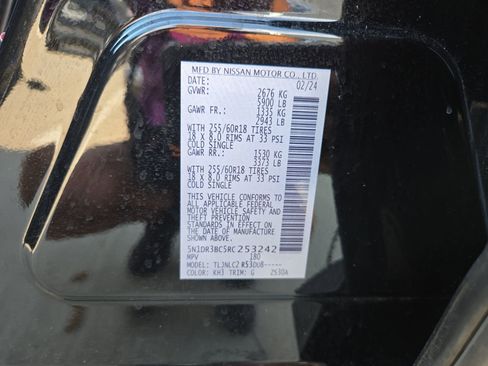 MFD BY NISSAN MOTOR CO., LTD.
DATE: 02/24
GVWR: 2676 KG
5900 LB
GAWR FR.: 1335 KG
2943 LB
WITH 255/60R18 TIRES
18 X 8.0 RIMS AT 33 PSI
COLD SINGLE
GAWR RR.: 1530 KG
3373 LB
WITH 255/60R18 TIRES
18 X 8.0 RIMS AT 33 PSI
COLD SINGLE
THIS VEHICLE CONFORMS TO
ALL APPLICABLE FEDERAL
MOTOR VEHICLE SAFETY AND
THEFT PREVENTION
STANDARDS IN EFFECT ON
DATE OF MANUFACTURE
5N1DR3BC5RC253242
MPV 180
MODEL:
COLOR: KH3 TRIM: G